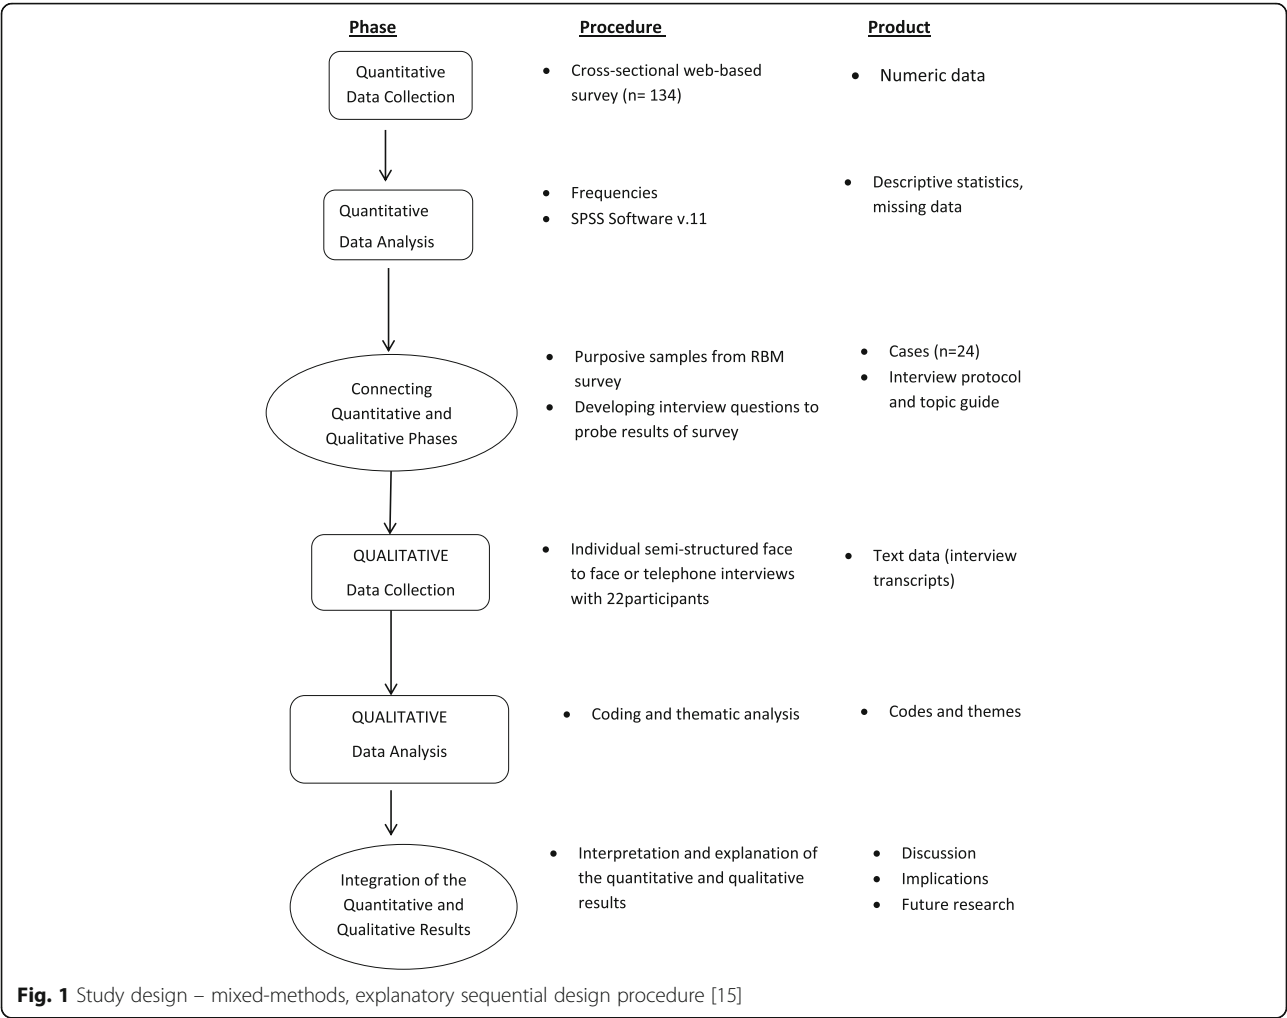 Phase Procedure Product
Quantitative
Data Collection
• Cross-sectional web-based
survey (n= 134)
• Numeric data
Quantitative
Data Analysis
• Frequencies
• SPSS Software v.11
• Descriptive statistics,
missing data
Connecting
Quantitative and
Qualitative Phases
• Purposive samples from RBM
survey
• Developing interview questions to
probe results of survey
• Cases (n=24)
• Interview protocol
and topic guide
QUALITATIVE
Data Collection
• Individual semi-structured face
to face or telephone interviews
with 22participants
• Text data (interview
transcripts)
QUALITATIVE
Data Analysis
• Coding and thematic analysis
• Codes and themes
Integration of the
Quantitative and
Qualitative Results
• Interpretation and explanation of
the quantitative and qualitative
results
• Discussion
• Implications
• Future research
Fig. 1 Study design – mixed-methods, explanatory sequential design procedure [15]